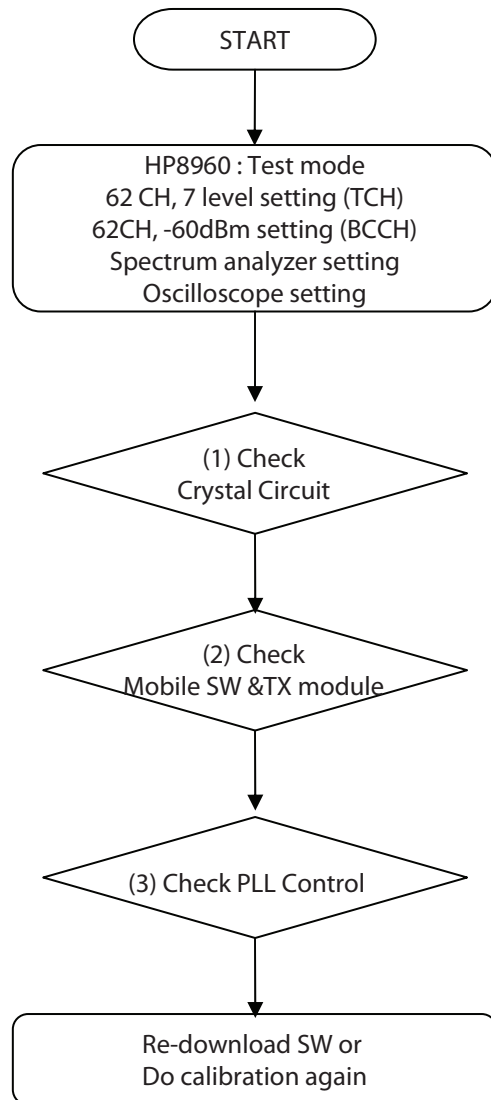 START
HP8960 : Test mode
62 CH, 7 level setting (TCH)
62CH, -60dBm setting (BCCH)
Spectrum analyzer setting
Oscilloscope setting
(1) Check
Crystal Circuit
(2) Check
Mobile SW &TX module
(3) Check PLL Control
Re-download SW or
Do calibration again